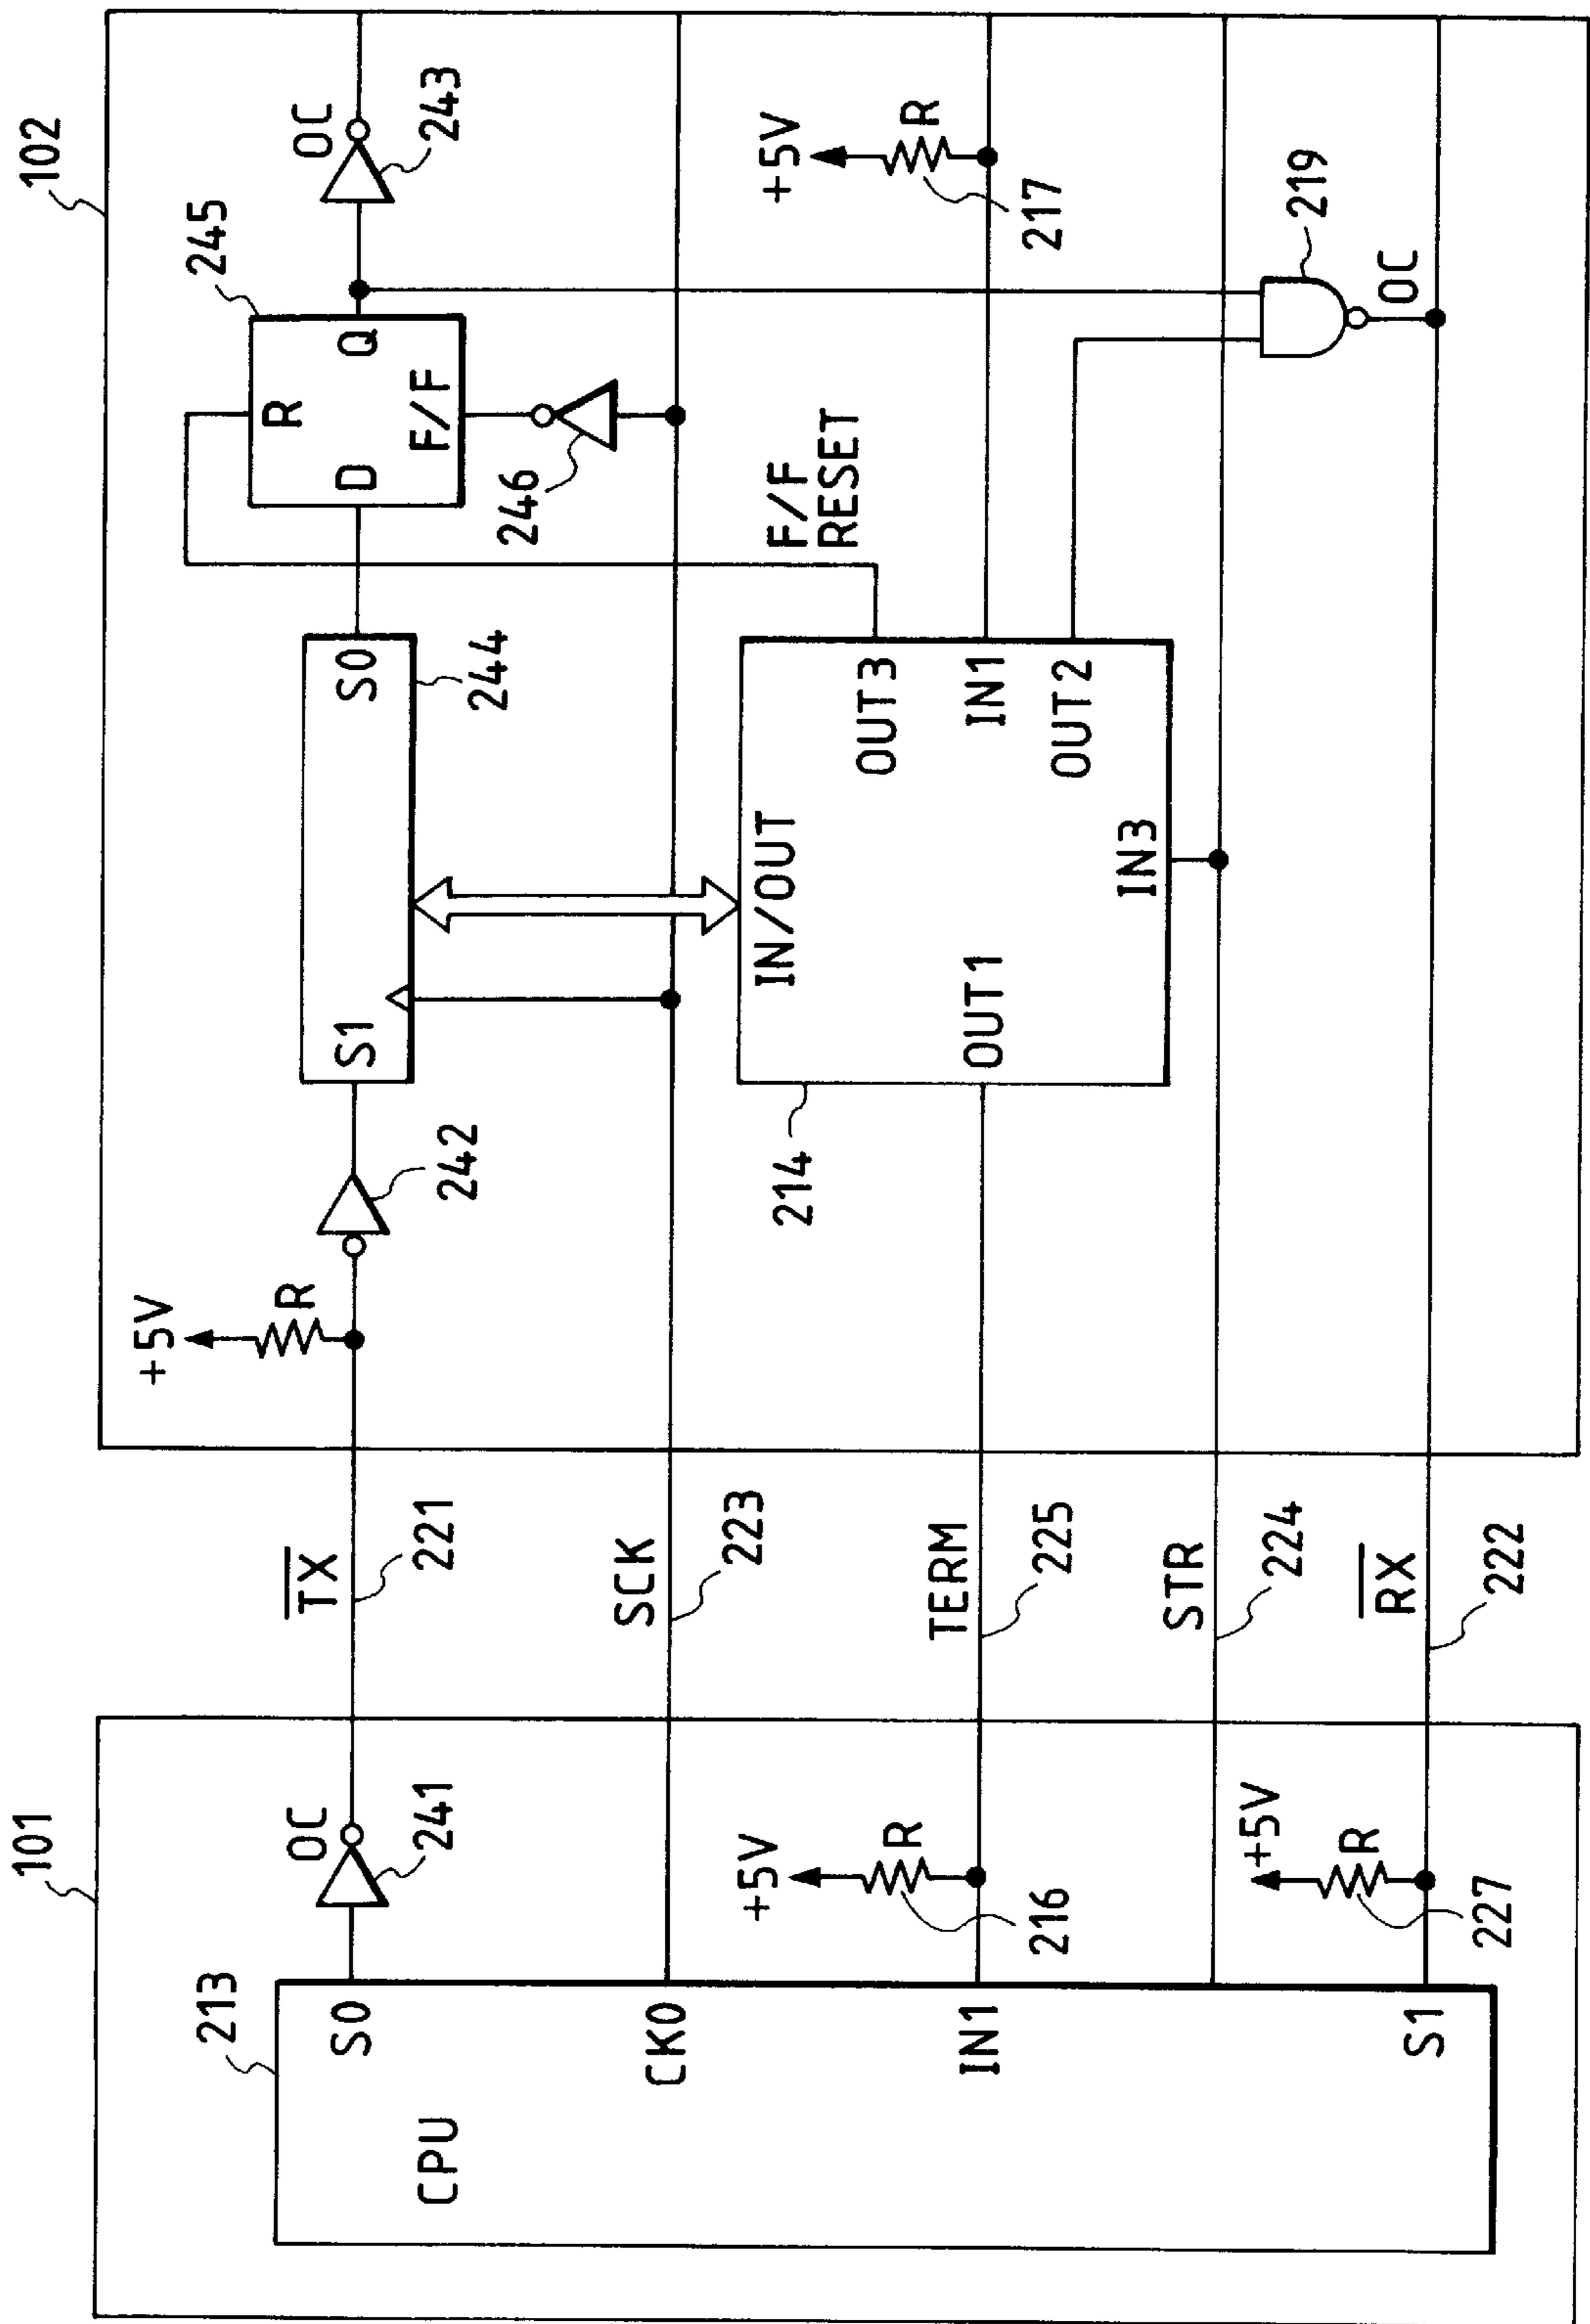 101
213
CPU
S0
CK0
IN1
S1
OC
241
+5V
R
216
+5V
R
227
TX
221
SCK
223
TERM
225
STR
224
RX
222
102
+5V
R
242
S1
S0
244
214
IN/OUT
OUT1
OUT3
IN1
OUT2
IN3
F/F
RESET
245
R
D
Q
F/F
246
OC
243
+5V
R
217
219
OC